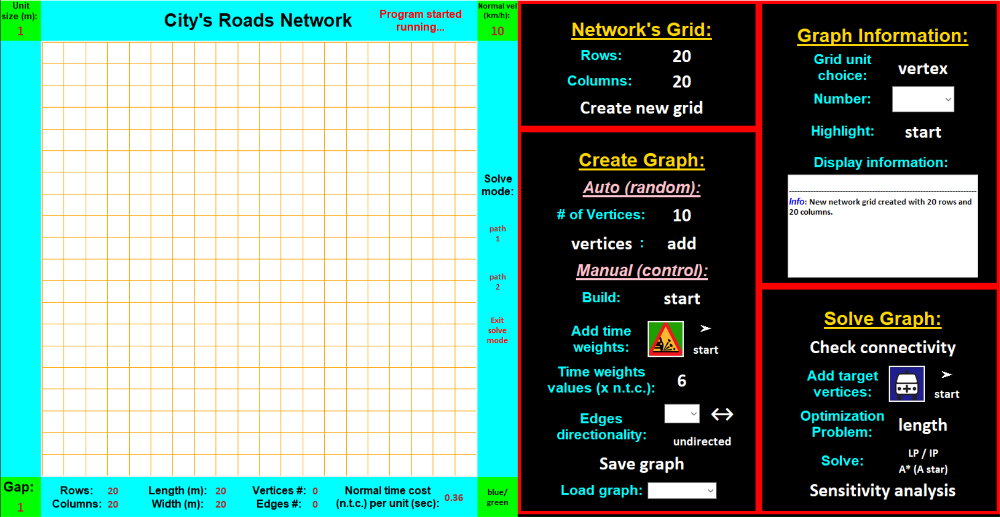 Unit
size (m):
1
City's Roads Network
Program started
running...
Normal vel
(km/h):
10
Solve
mode:
path
1
path
2
Exit
solve
mode
Gap:
1
Rows: 20
Columns: 20
Length (m): 20
Width (m): 20
Vertices #: 0
Edges #: 0
Normal time cost
(n.t.c.) per unit (sec): 0.36
blue/
green
Network's Grid:
Rows: 20
Columns: 20
Create new grid
Create Graph:
Auto (random):
# of Vertices: 10
vertices : add
Manual (control):
Build: start
Add time
weights:
start
Time weights
values (x n.t.c.): 6
Edges
directionality:
undirected
Save graph
Load graph:
Graph Information:
Grid unit
choice: vertex
Number:
Highlight: start
Display information:
Info: New network grid created with 20 rows and
20 columns.
Solve Graph:
Check connectivity
Add target
vertices:
start
Optimization
Problem: length
Solve: LP / IP
A* (A star)
Sensitivity analysis